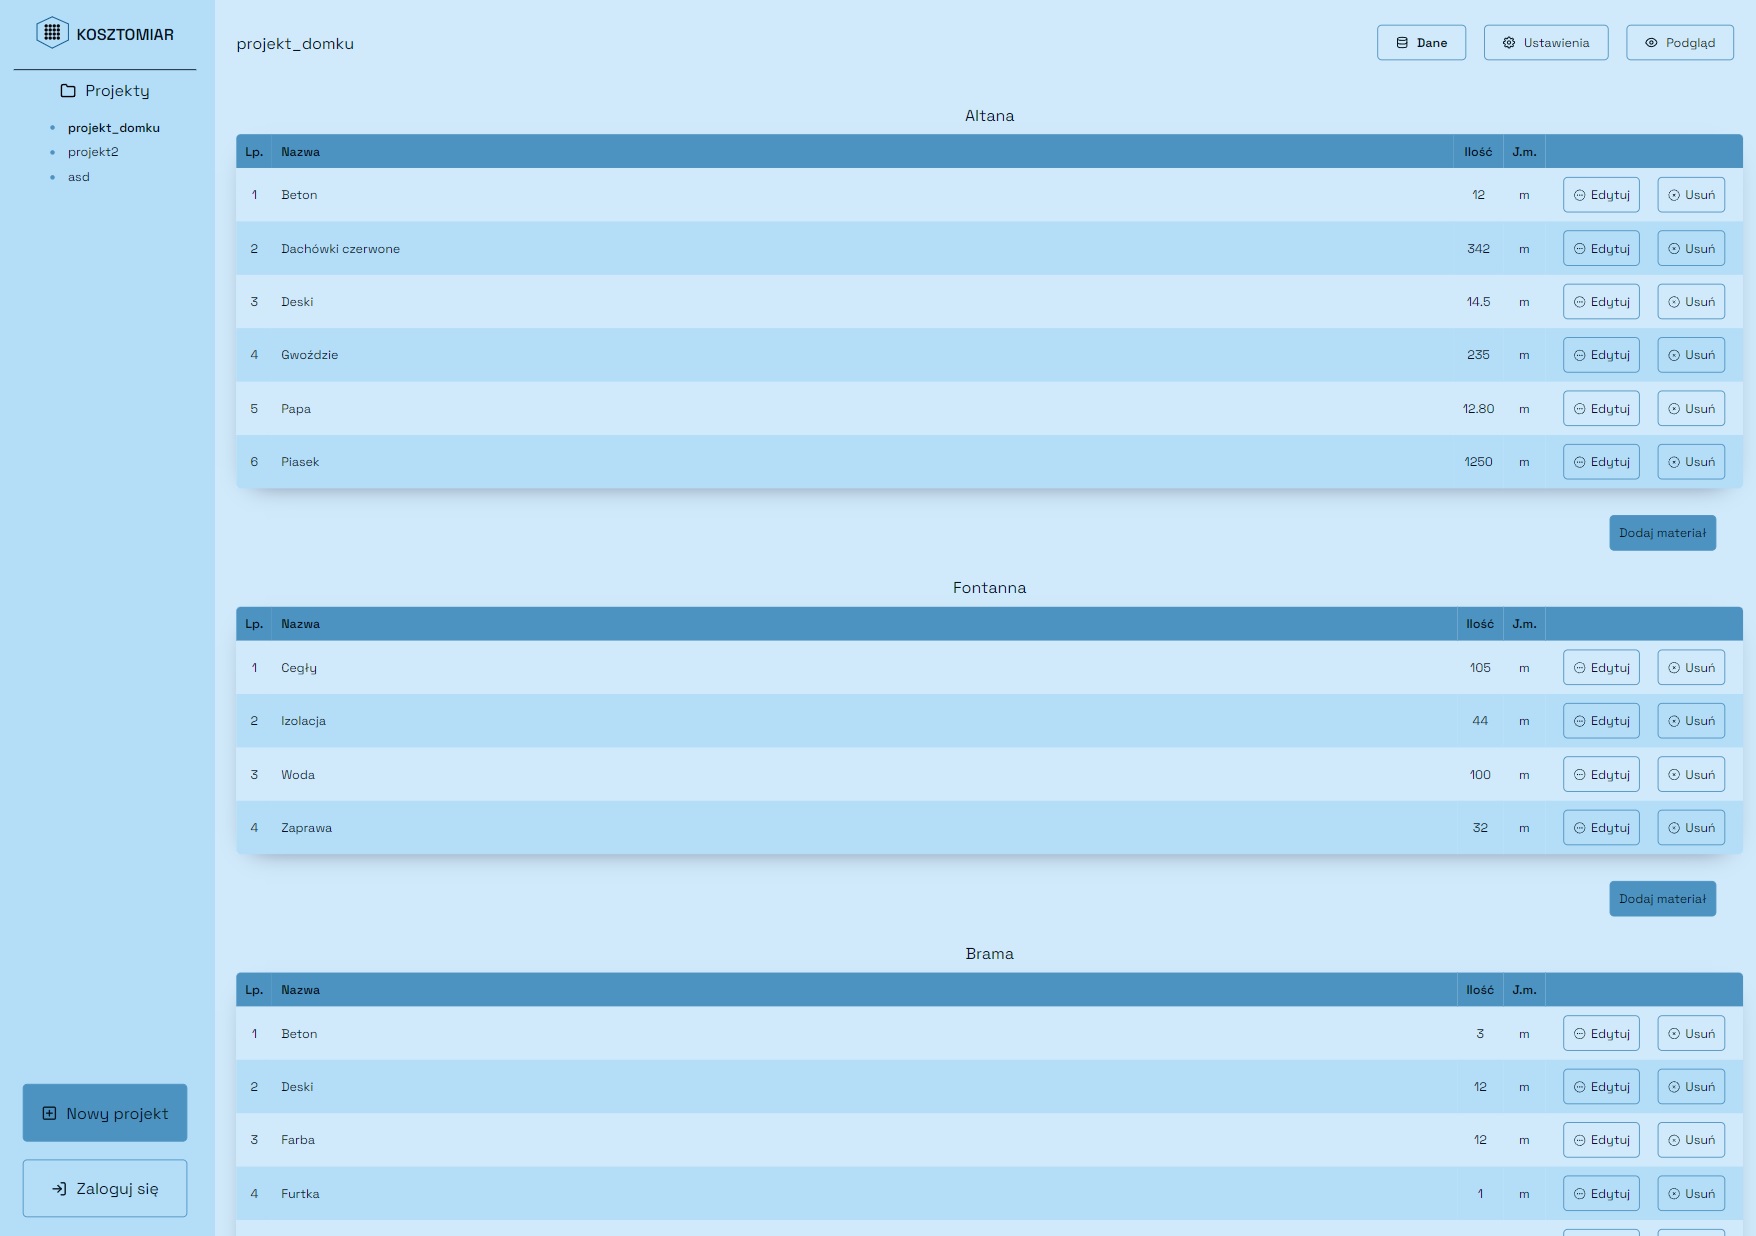 KOSZTOMIAR
Projekty
projekt_domku
projekt2
asd
Nowy projekt
Zaloguj się
projekt_domku
Dane Ustawienia Podgląd
Altana
Lp. Nazwa Ilość J.m.
1 Beton 12 m Edytuj Usuń
2 Dachówki czerwone 342 m Edytuj Usuń
3 Deski 14.5 m Edytuj Usuń
4 Gwoździe 235 m Edytuj Usuń
5 Papa 12.80 m Edytuj Usuń
6 Piasek 1250 m Edytuj Usuń
Dodaj materiał
Fontanna
Lp. Nazwa Ilość J.m.
1 Cegły 105 m Edytuj Usuń
2 Izolacja 44 m Edytuj Usuń
3 Woda 100 m Edytuj Usuń
4 Zaprawa 32 m Edytuj Usuń
Dodaj materiał
Brama
Lp. Nazwa Ilość J.m.
1 Beton 3 m Edytuj Usuń
2 Deski 12 m Edytuj Usuń
3 Farba 12 m Edytuj Usuń
4 Furtka 1 m Edytuj Usuń